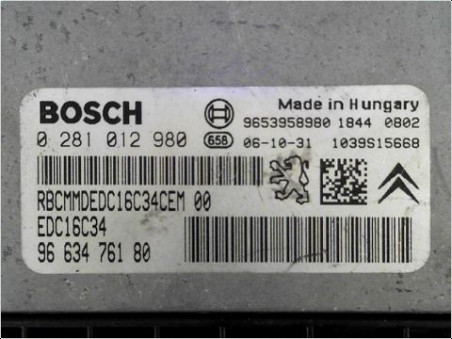 BOSCH
Made in Hungary
9653958980 1844 0802
0 281 012 980 658 06-10-31 1039S15668
RBCMMDEDC16C34CEM 00
EDC16C34
96 634 761 80